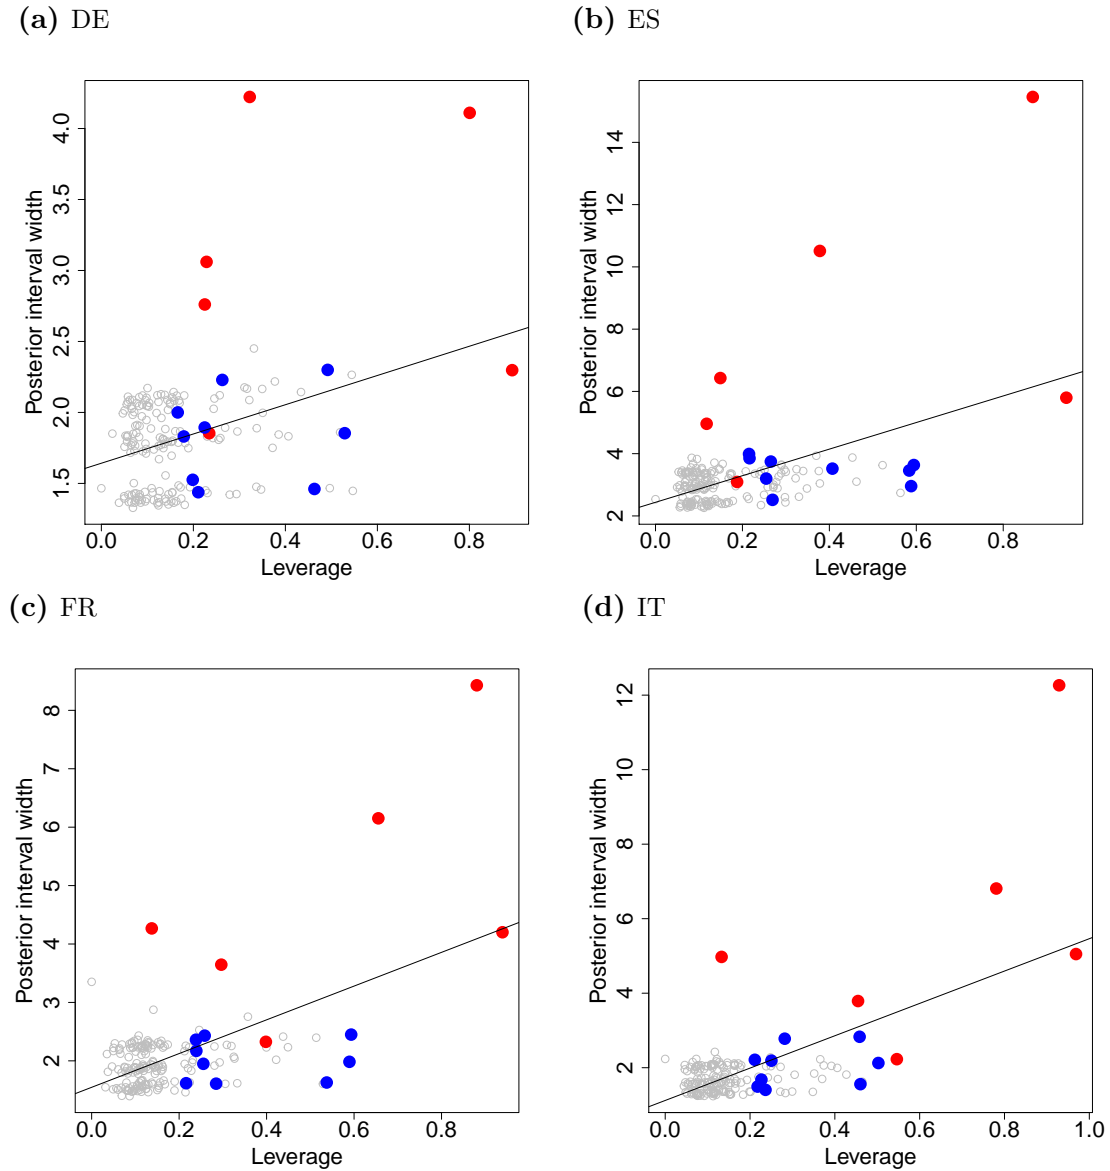 (a) DE
(b) ES
Posterior interval width
4.0
3.5
3.0
2.5
2.0
1.5
0.0 0.2 0.4 0.6 0.8
Leverage
Posterior interval width
14
12
10
8
6
4
2
0.0 0.2 0.4 0.6 0.8
Leverage
(c) FR
(d) IT
Posterior interval width
8
7
6
5
4
3
2
0.0 0.2 0.4 0.6 0.8
Leverage
Posterior interval width
12
10
8
6
4
2
0.0 0.2 0.4 0.6 0.8 1.0
Leverage